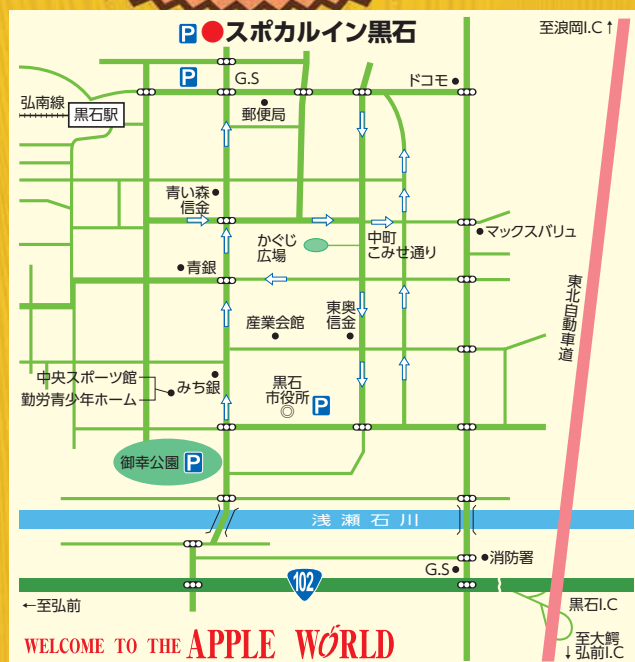 P ●スポカルイン黒石
至浪岡I.C↑
P
G.S
ドコモ
弘南線
黒石駅
郵便局
青い森
信金
かぐじ
広場
中町
こみせ通り
マックスバリュ
青銀
東北自動車道
産業会館
東奥
信金
中央スポーツ館
勤労青少年ホーム
みち銀
黒石
市役所
◎
P
御幸公園 P
浅瀬石川
消防署
G.S
102
←至弘前
黒石I.C
至大鰐
↓弘前I.C
WELCOME TO THE APPLE WORLD